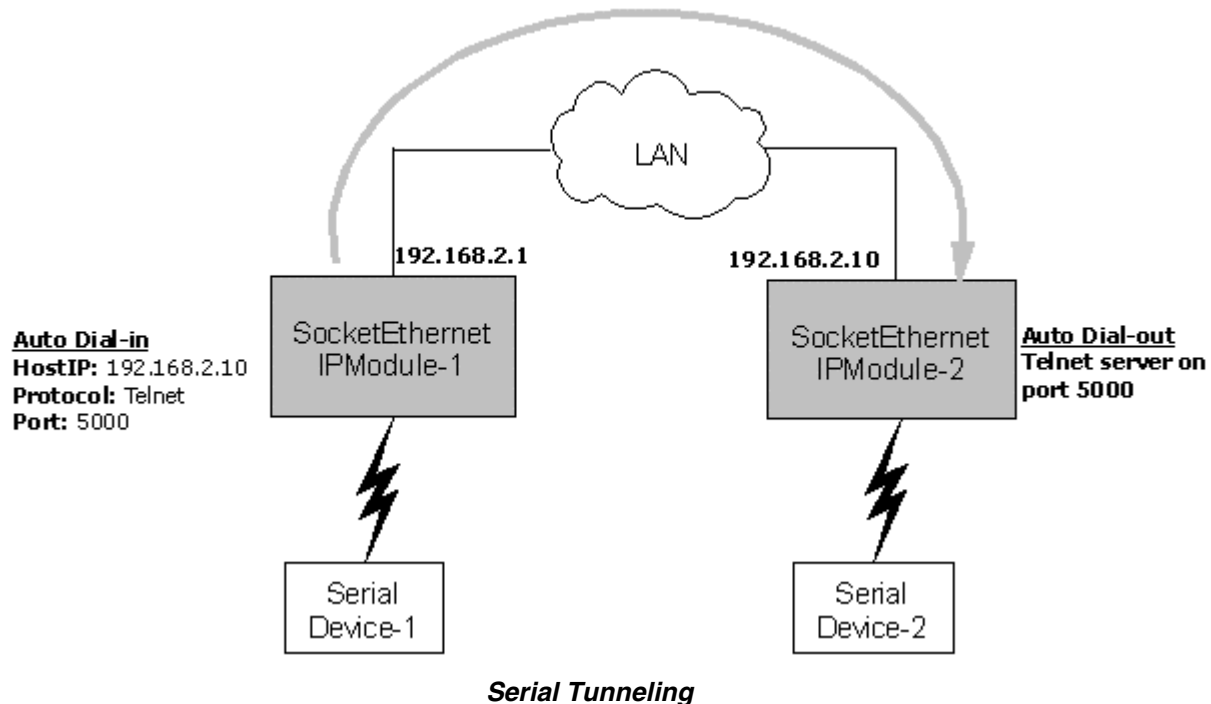 LAN
192.168.2.1
192.168.2.10
SocketEthernet
IPModule-1
SocketEthernet
IPModule-2
Auto Dial-in
HostIP: 192.168.2.10
Protocol: Telnet
Port: 5000
Auto Dial-out
Telnet server on
port 5000
Serial
Device-1
Serial
Device-2
Serial Tunneling